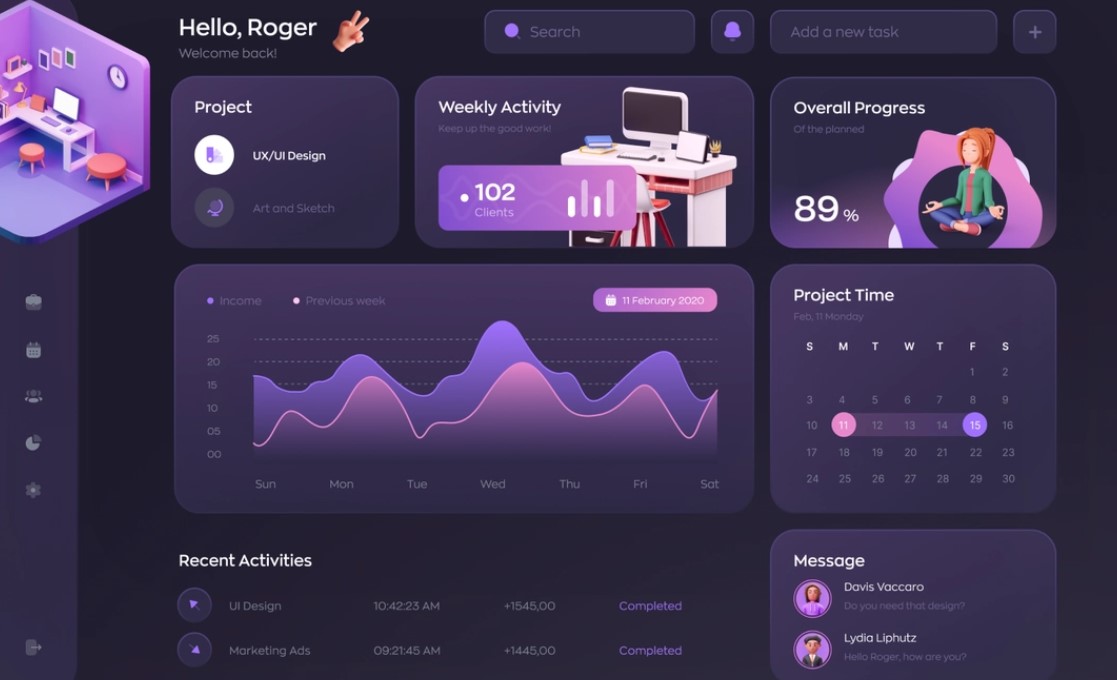 Hello, Roger
Welcome back!
Search
Add a new task
+
Project
UX/UI Design
Art and Sketch
Weekly Activity
Keep up the good work!
102
Clients
Overall Progress
Of the planned
89 %
Income
Previous week
11 February 2020
25
20
15
10
05
00
Sun Mon Tue Wed Thu Fri Sat
Project Time
Feb, 11 Monday
S M T W T F S
1 2
3 4 5 6 7 8 9
10 11 12 13 14 15 16
17 18 19 20 21 22 23
24 25 26 27 28 29 30
Recent Activities
UI Design 10:42:23 AM +1545,00 Completed
Marketing Ads 09:21:45 AM +1445,00 Completed
Message
Davis Vaccaro
Do you need that design?
Lydia Liphutz
Hello Roger, how are you?